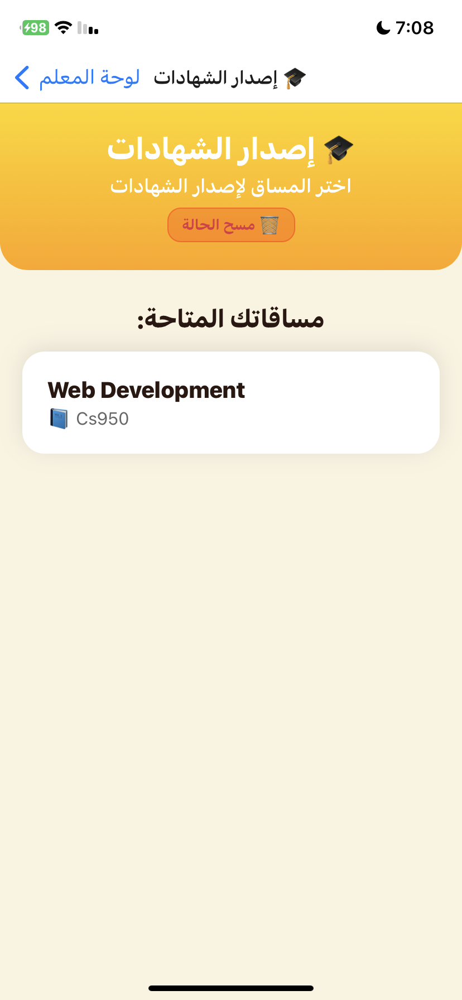 98
7:08
لوحة المعلم
إصدار الشهادات 🎓
إصدار الشهادات 🎓
اختر المساق لإصدار الشهادات
🗑️ مسح الحالة
مساقاتك المتاحة:
Web Development
📘 Cs950